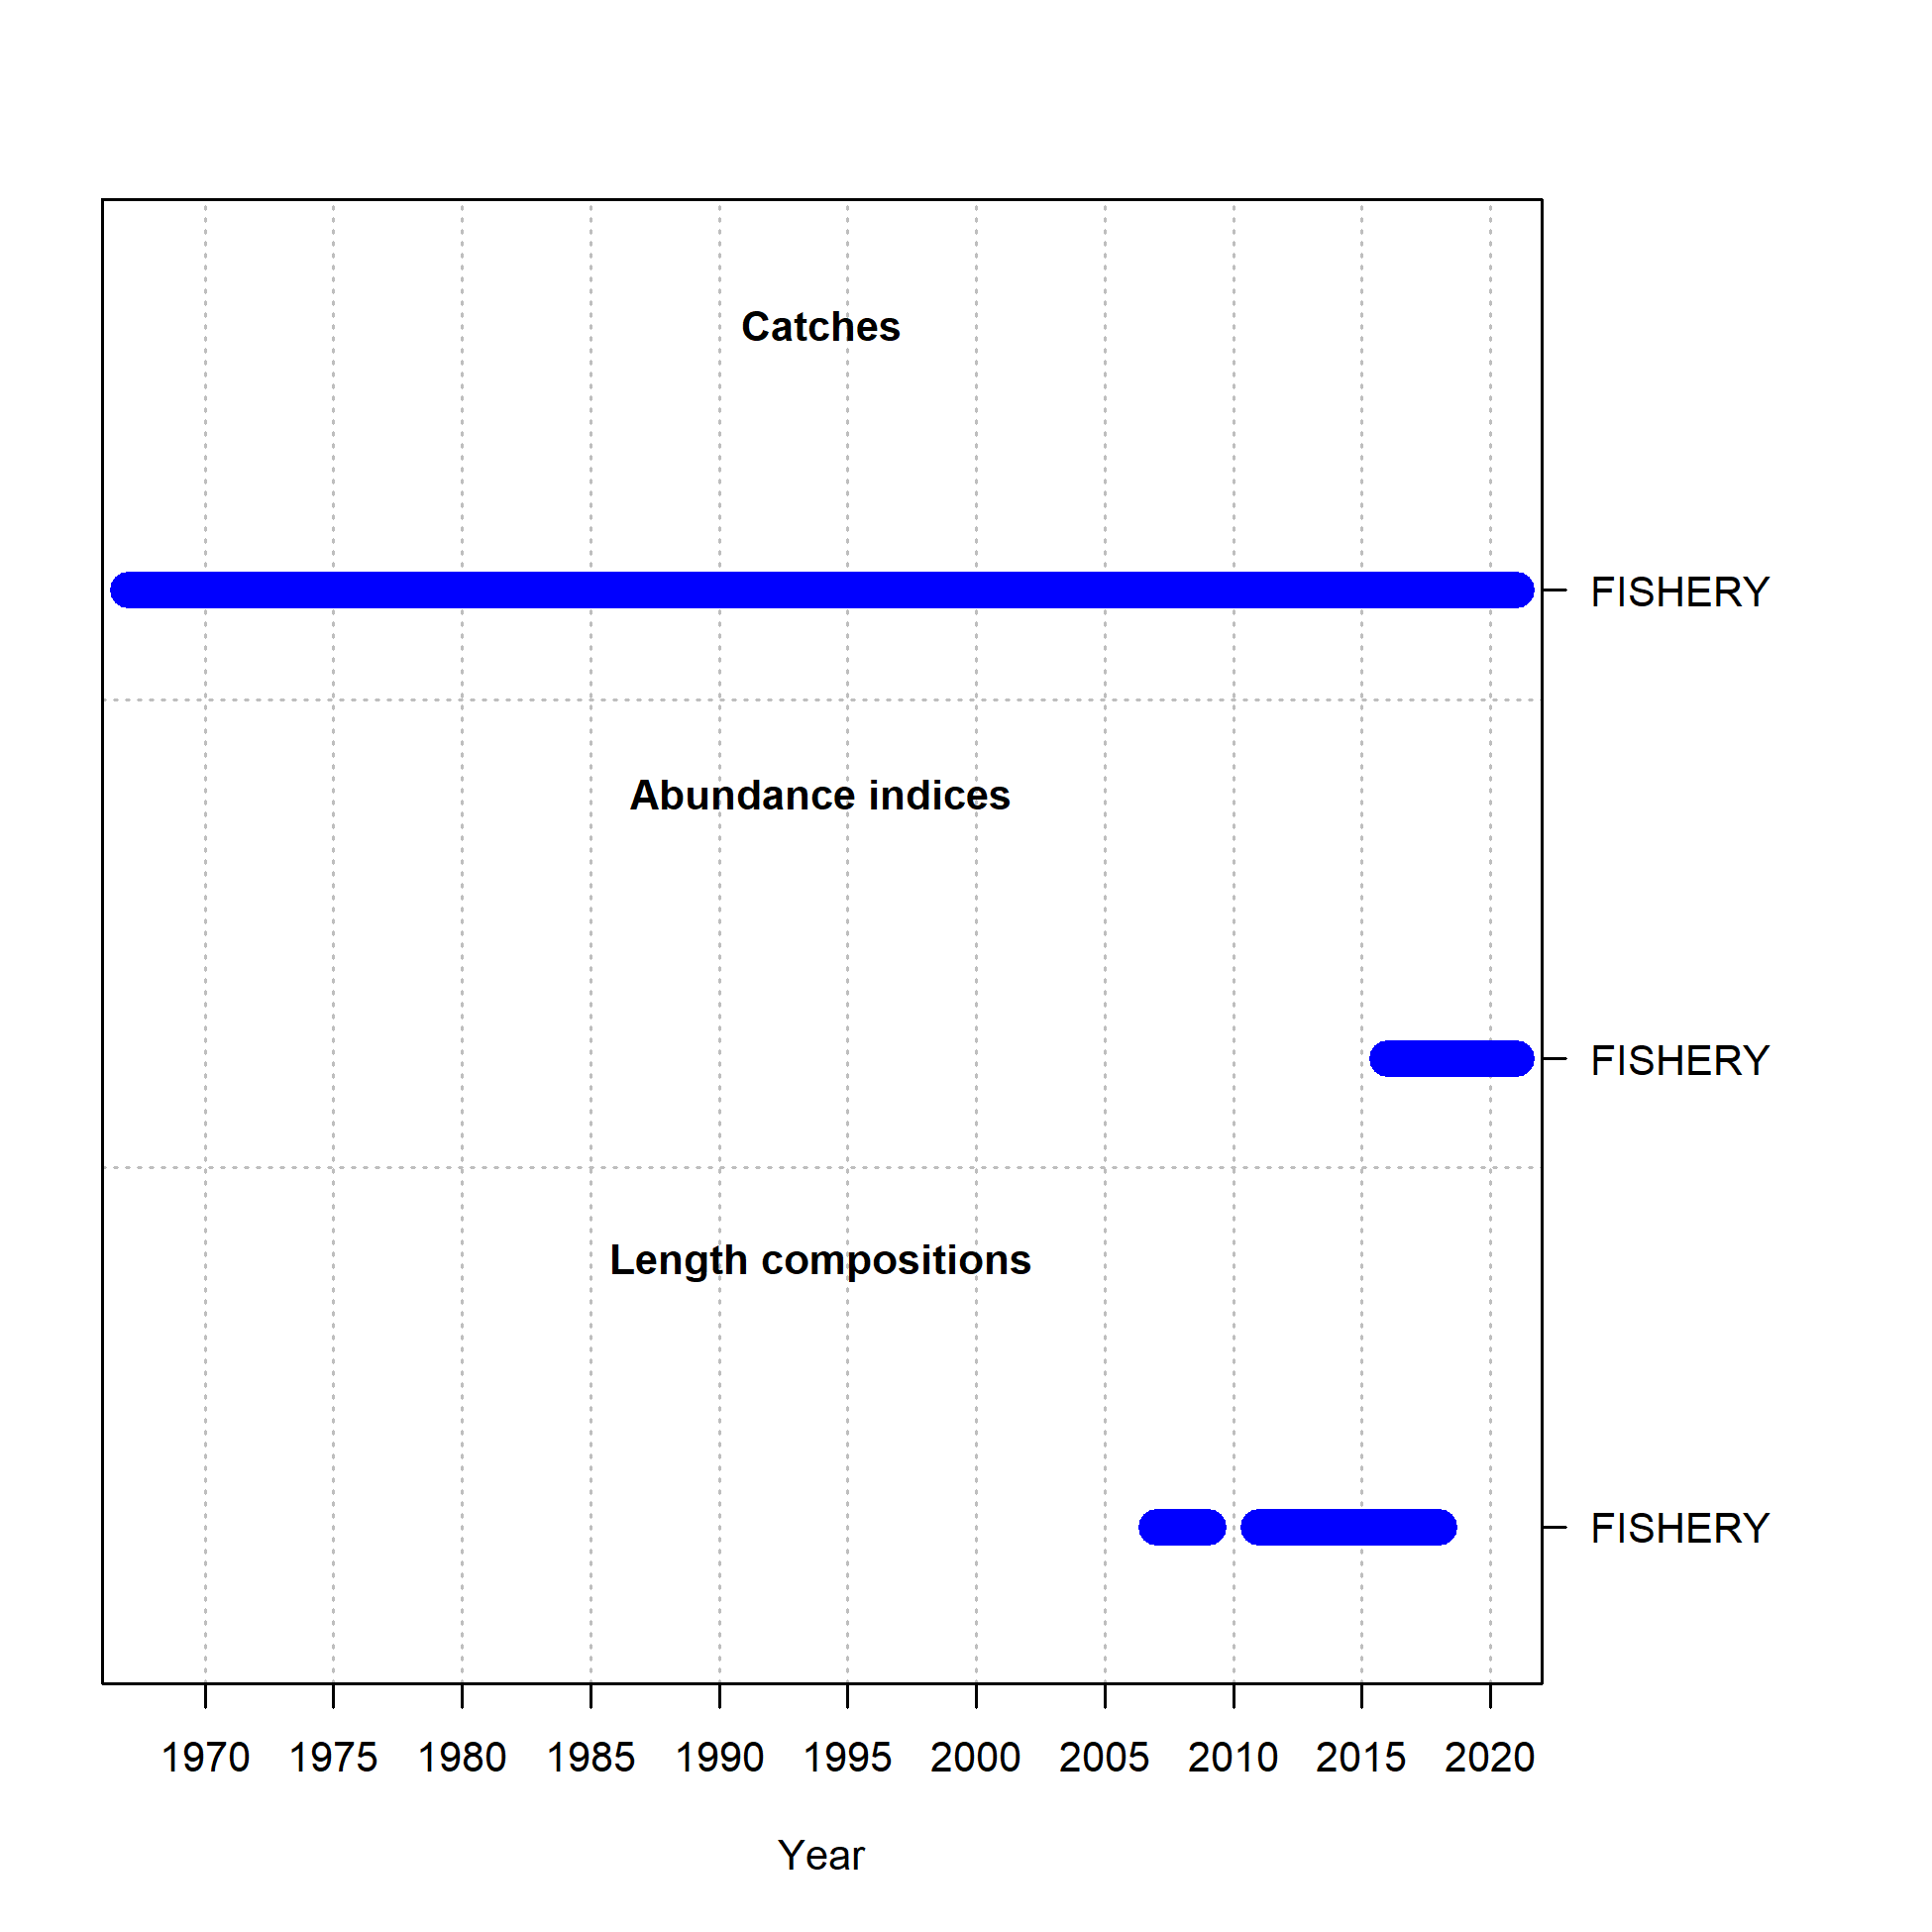 Catches
FISHERY
Abundance indices
FISHERY
Length compositions
FISHERY
1970 1975 1980 1985 1990 1995 2000 2005 2010 2015 2020
Year